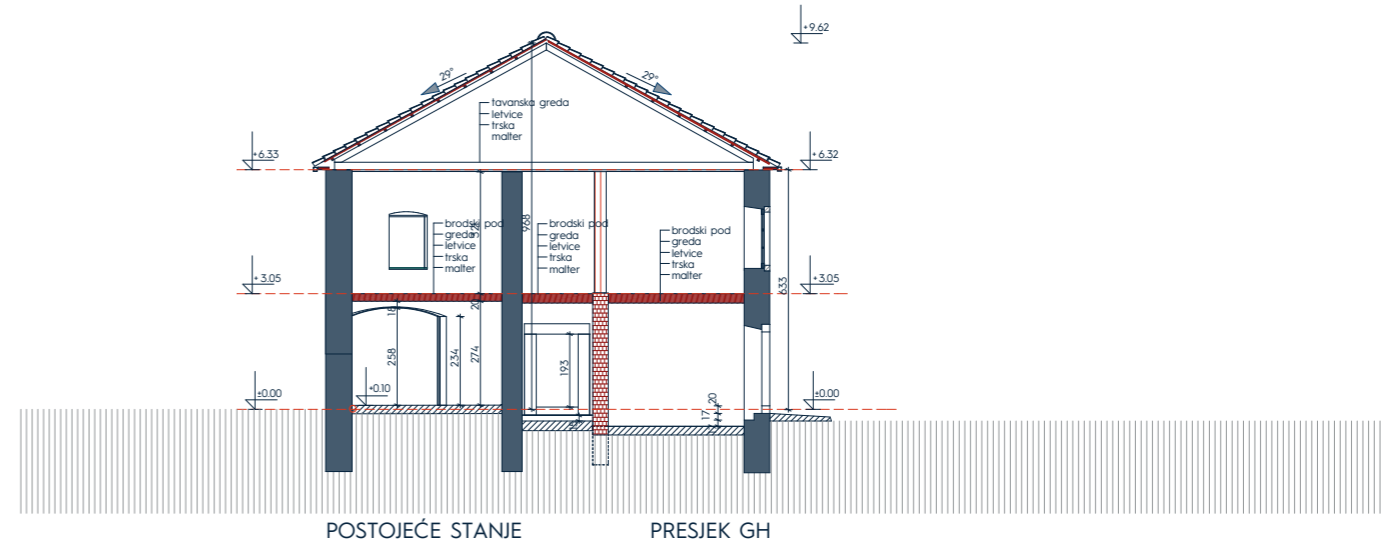 +9.62
29°
29°
tavanska greda
letvice
trska
malter
+6.33
+6.32
968
brodski pod
greda
letvice
trska
malter
brodski pod
greda
letvice
trska
malter
brodski pod
greda
letvice
trska
malter
+3.05
+3.05
633
18
20
258
234
274
193
+0.10
±0.00
±0.00
20
17
POSTOJEĆE STANJE PRESJEK GH